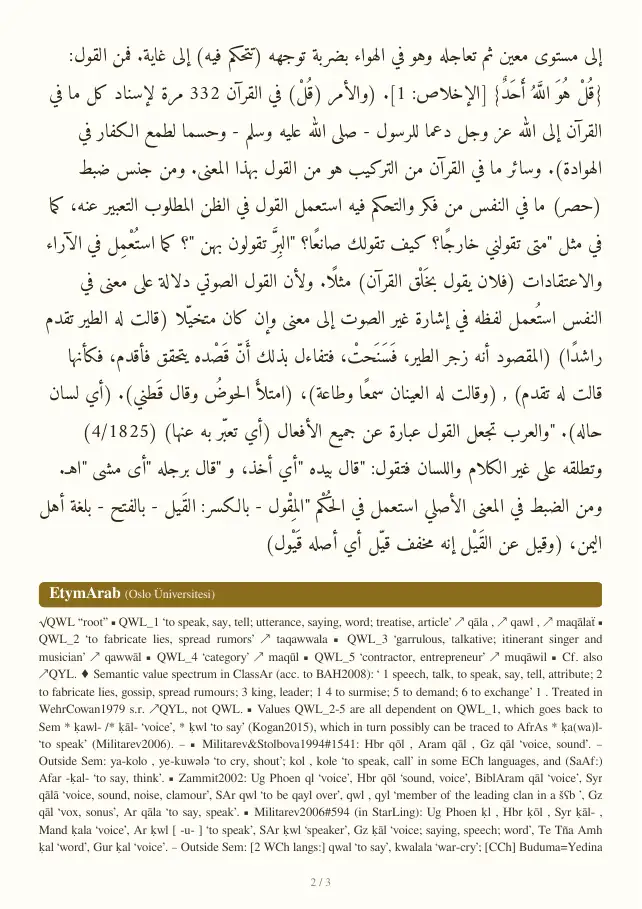 إلى مستوى معين ثم تعاجله وهو في الهواء بضربة توجهه (تتحكم فيه) إلى غاية. فمن القول:
{قُلْ هُوَ اللَّهُ أَحَدٌ} [الإخلاص: 1]. (والأمر (قُلْ) في القرآن 332 مرة لإسناد كل ما في
القرآن إلى الله عز وجل دعما للرسول - صلى الله عليه وسلم - وحسما لطمع الكفار في
الهوادة). وسائر ما في القرآن من التركيب هو من القول بهذا المعنى. ومن جنس ضبط
(حصر) ما في النفس من فكر والتحكم فيه استعمل القول في الظن المطلوب التعبير عنه، كما
في مثل "متى تقولني خارجًا؟ كيف تقولك صانعًا؟ "البِرَّ تقولون بهن "؟ كما استُعْمِل في الآراء
والاعتقادات (فلان يقول بخَلْق القرآن) مثلًا. ولأن القول الصوتي دلالة على معنى في
النفس استُعمل لفظه في إشارة غير الصوت إلى معنى وإن كان متخيّلا (قالت له الطير تقدم
راشدًا) (المقصود أنه زجر الطير، فَسَنَحتْ، فتفاءل بذلك أَنّ قَصْده يتحقق فأقدم، فكأنها
قالت له تقدم) , (وقالت له العينان سمعًا وطاعة)، (امتلأَ الحوضُ وقال قَطني). (أي لسان
حاله). "والعرب تجعل القول عبارة عن جميع الأفعال (أي تعبّر به عنها) (4/1825)
وتطلقه على غير الكلام واللسان فتقول: "قال بيده "أي أخذ، و "قال برجله "أى مشى "اهـ.
ومن الضبط في المعنى الأصلي استعمل في الحُكْم "المِقْول - بالكسر: القَيل - بالفتح - بلغة أهل
اليمن، (وقيل عن القَيْل إنه مخفف قيّل أي أصله قَيْول)
EtymArab (Oslo Üniversitesi)
√QWL “root” ▪ QWL_1 ‘to speak, say, tell; utterance, saying, word; treatise, article’ ↗ qāla , ↗ qawl , ↗ maqālaẗ ▪
QWL_2 ‘to fabricate lies, spread rumors’ ↗ taqawwala ▪ QWL_3 ‘garrulous, talkative; itinerant singer and
musician’ ↗ qawwāl ▪ QWL_4 ‘category’ ↗ maqūl ▪ QWL_5 ‘contractor, entrepreneur’ ↗ muqāwil ▪ Cf. also
↗QYL. ♦ Semantic value spectrum in ClassAr (acc. to BAH2008): ‘ 1 speech, talk, to speak, say, tell, attribute; 2
to fabricate lies, gossip, spread rumours; 3 king, leader; 1 4 to surmise; 5 to demand; 6 to exchange’ 1 . Treated in
WehrCowan1979 s.r. ↗QYL, not QWL. ▪ Values QWL_2-5 are all dependent on QWL_1, which goes back to
Sem * ḳawl- /* ḳāl- ‘voice’, * ḳwl ‘to say’ (Kogan2015), which in turn possibly can be traced to AfrAs * ḳa(wa)l-
‘to speak’ (Militarev2006). – ▪ Militarev&Stolbova1994#1541: Hbr qōl , Aram qāl , Gz qāl ‘voice, sound’. –
Outside Sem: ya-kolo , ye-kuwələ ‘to cry, shout’; kol , kole ‘to speak, call’ in some ECh languages, and (SaAf:)
Afar -ḳal- ‘to say, think’. ▪ Zammit2002: Ug Phoen ql ‘voice’, Hbr qōl ‘sound, voice’, BiblAram qāl ‘voice’, Syr
qālā ‘voice, sound, noise, clamour’, SAr qwl ‘to be qayl over’, qwl , qyl ‘member of the leading clan in a šʕb ’, Gz
qāl ‘vox, sonus’, Ar qāla ‘to say, speak’. ▪ Militarev2006#594 (in StarLing): Ug Phoen ḳl , Hbr ḳōl , Syr ḳāl- ,
Mand ḳala ‘voice’, Ar ḳwl [ -u- ] ‘to speak’, SAr ḳwl ‘speaker’, Gz ḳāl ‘voice; saying, speech; word’, Te Tña Amh
ḳal ‘word’, Gur ḳal ‘voice’. – Outside Sem: [2 WCh langs:] qwal ‘to say’, kwalala ‘war-cry’; [CCh] Buduma=Yedina
2 / 3